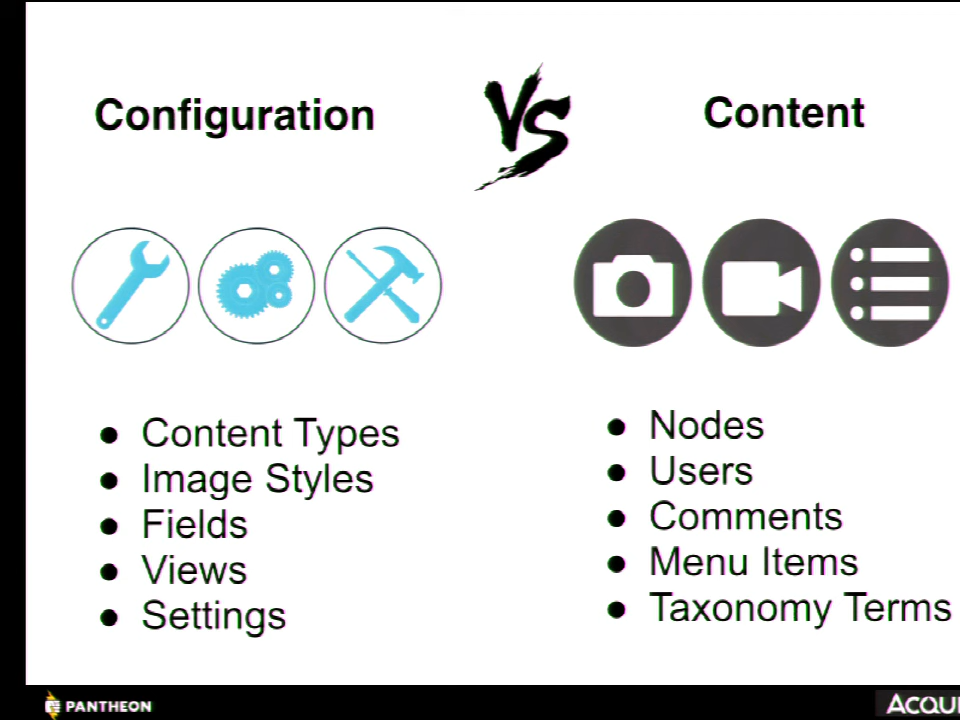 Configuration
VS
Content
Content Types
Image Styles
Fields
Views
Settings
Nodes
Users
Comments
Menu Items
Taxonomy Terms
PANTHEON